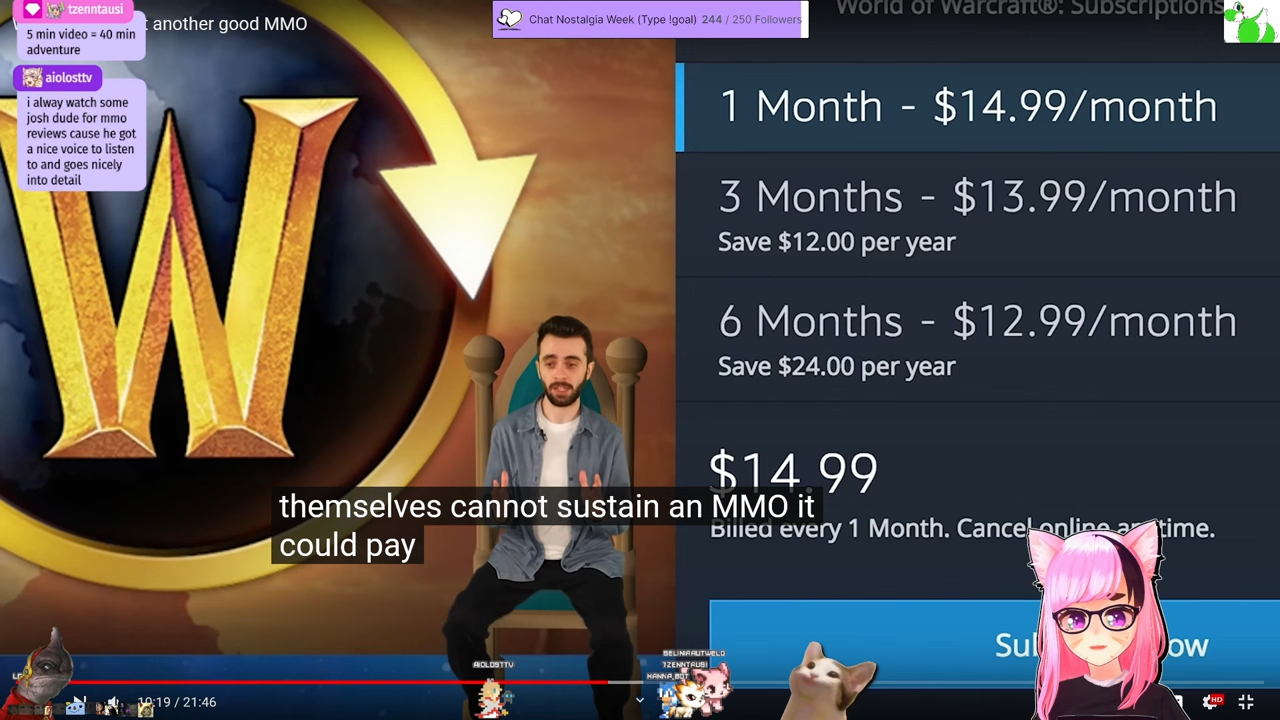 tzenntausi
5 min video = 40 min
adventure
aiolosttv
i alway watch some
josh dude for mmo
reviews cause he got
a nice voice to listen
to and goes nicely
into detail
another good MMO
Chat Nostalgia Week (Type !goal) 244 / 250 Followers
World of Warcraft®: Subscriptions
W
1 Month - $14.99/month
3 Months - $13.99/month
Save $12.00 per year
6 Months - $12.99/month
Save $24.00 per year
$14.99
Billed every 1 Month. Cancel online anytime.
themselves cannot sustain an MMO it
could pay
AIOLOSTTV
TZENNTAUSI
HANNA_BOT
10:19 / 21:46
HD